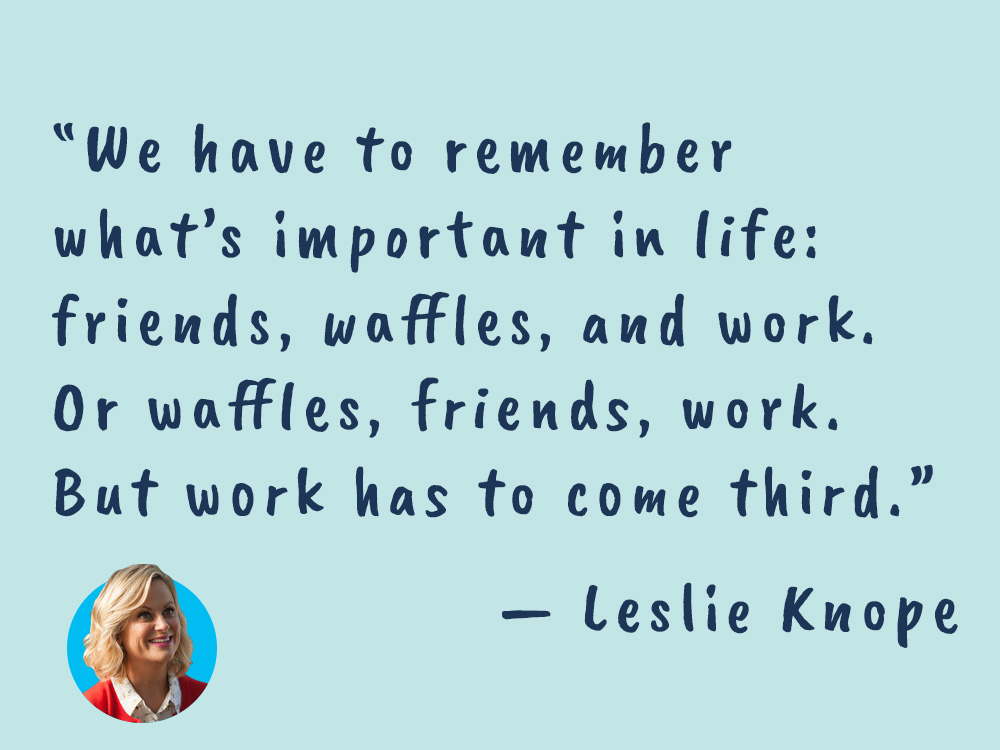 “We have to remember
what’s important in life:
friends, waffles, and work.
Or waffles, friends, work.
But work has to come third.”
— Leslie Knope